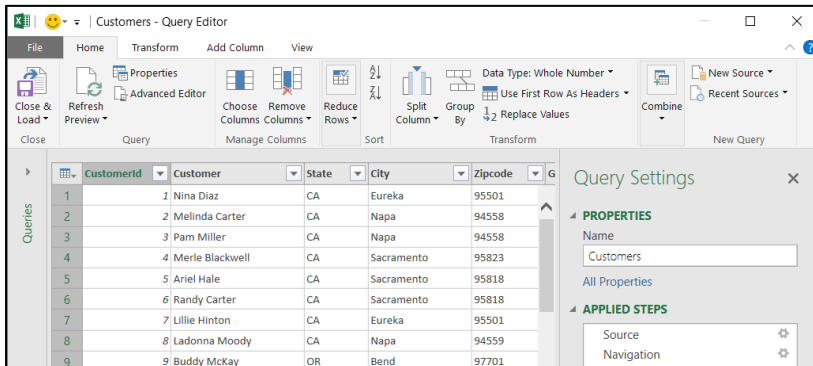 Customers - Query Editor
File Home Transform Add Column View
Close & Load
Refresh Preview
Properties
Advanced Editor
Choose Columns
Remove Columns
Reduce Rows
Split Column
Group By
Data Type: Whole Number
Use First Row As Headers
Replace Values
Combine
New Source
Recent Sources
Close Query Manage Columns Sort Transform New Query
Queries
CustomerId Customer State City Zipcode G
1 1 Nina Diaz CA Eureka 95501
2 2 Melinda Carter CA Napa 94558
3 3 Pam Miller CA Napa 94558
4 4 Merle Blackwell CA Sacramento 95823
5 5 Ariel Hale CA Sacramento 95818
6 6 Randy Carter CA Sacramento 95818
7 7 Lillie Hinton CA Eureka 95501
8 8 Ladonna Moody CA Napa 94559
9 9 Buddy McKay OR Bend 97701
Query Settings
PROPERTIES
Name
Customers
All Properties
APPLIED STEPS
Source
Navigation